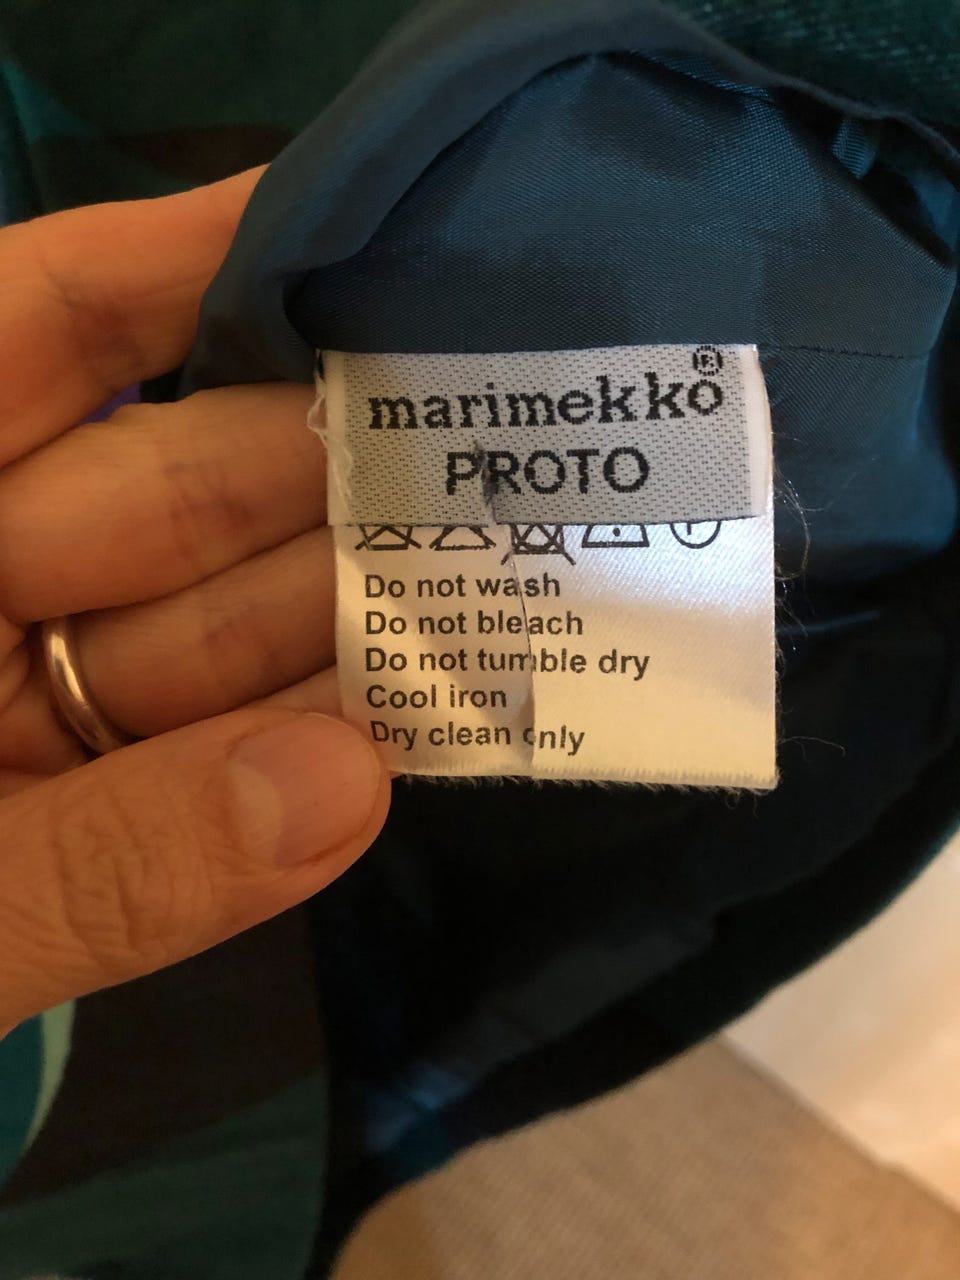 marimekko®
PROTO
Do not wash
Do not bleach
Do not tumble dry
Cool iron
Dry clean only